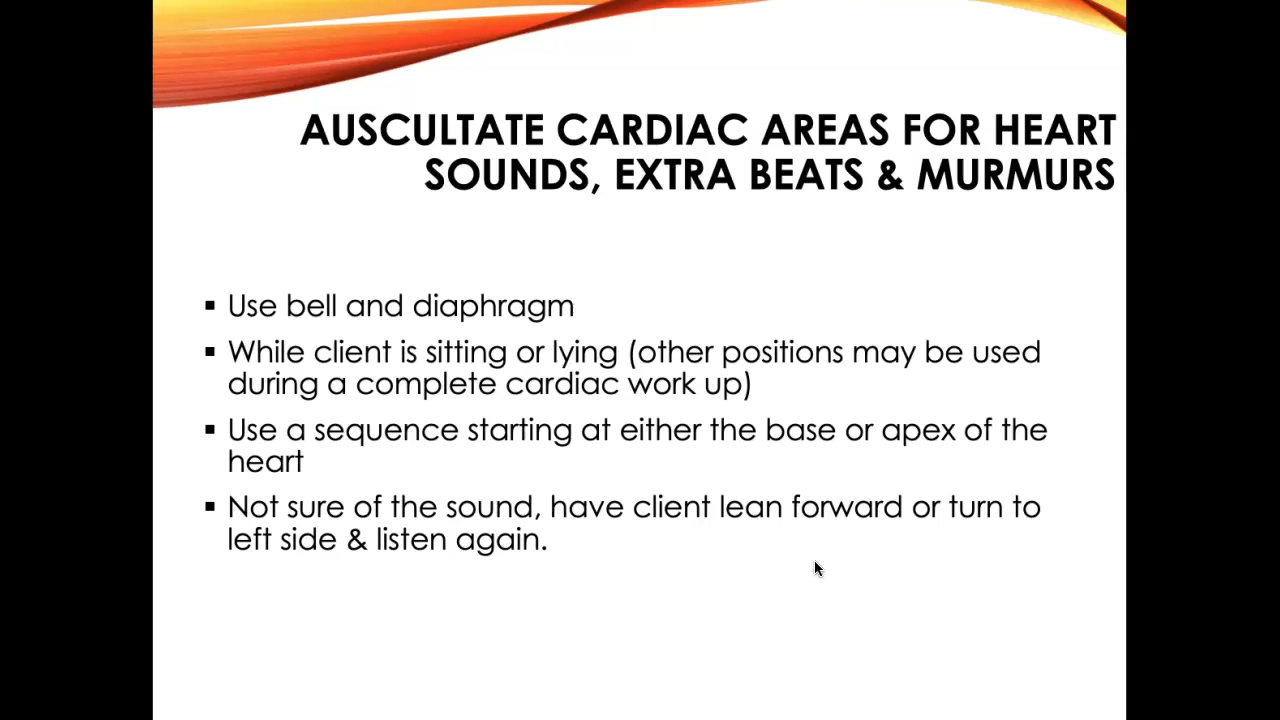 AUSCULTATE CARDIAC AREAS FOR HEART
SOUNDS, EXTRA BEATS & MURMURS
▪ Use bell and diaphragm
▪ While client is sitting or lying (other positions may be used
during a complete cardiac work up)
▪ Use a sequence starting at either the base or apex of the
heart
▪ Not sure of the sound, have client lean forward or turn to
left side & listen again.